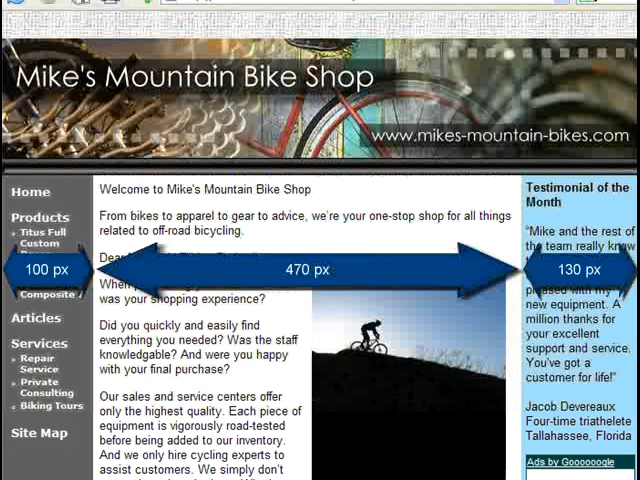 Mike's Mountain Bike Shop
www.mikes-mountain-bikes.com
Home
Products
Titus Full
Custom
Composite
Articles
Services
Repair
Service
Private
Consulting
Biking Tours
Site Map
100 px
Welcome to Mike's Mountain Bike Shop
From bikes to apparel to gear to advice, we're your one-stop shop for all things
related to off-road bicycling.
470 px
was your shopping experience?
Did you quickly and easily find
everything you needed? Was the staff
knowledgable? And were you happy
with your final purchase?
Our sales and service centers offer
only the highest quality. Each piece of
equipment is vigorously road-tested
before being added to our inventory.
And we only hire cycling experts to
assist customers. We simply don't
Testimonial of the
Month
“Mike and the rest of
the team really know
130 px
pleased with my
new equipment. A
million thanks for
your excellent
support and service.
You've got a
customer for life!”
Jacob Devereaux
Four-time triathelete
Tallahassee, Florida
Ads by Goooooogle